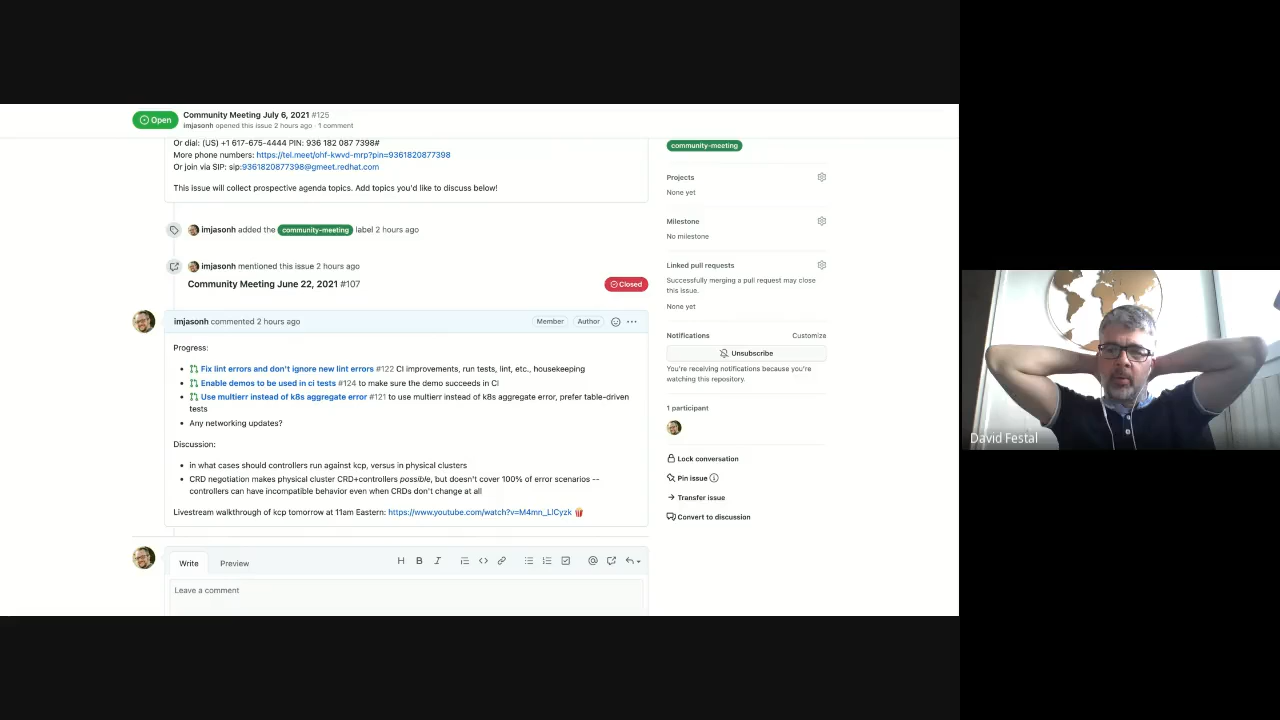 Open
Community Meeting July 6, 2021 #125
imjasonh opened this issue 2 hours ago · 1 comment
Or dial: (US) +1 617-675-4444 PIN: 936 182 087 7398#
More phone numbers: https://tel.meet/ohf-kwvd-mrp?pin=9361820877398
Or join via SIP: sip:9361820877398@gmeet.redhat.com
This issue will collect prospective agenda topics. Add topics you'd like to discuss below!
imjasonh added the community-meeting label 2 hours ago
imjasonh mentioned this issue 2 hours ago
Community Meeting June 22, 2021 #107
Closed
imjasonh commented 2 hours ago
Member
Author
Progress:
Fix lint errors and don't ignore new lint errors #122 CI improvements, run tests, lint, etc., housekeeping
Enable demos to be used in ci tests #124 to make sure the demo succeeds in CI
Use multierr instead of k8s aggregate error #121 to use multierr instead of k8s aggregate error, prefer table-driven
tests
Any networking updates?
Discussion:
in what cases should controllers run against kcp, versus in physical clusters
CRD negotiation makes physical cluster CRD+controllers possible, but doesn't cover 100% of error scenarios --
controllers can have incompatible behavior even when CRDs don't change at all
Livestream walkthrough of kcp tomorrow at 11am Eastern: https://www.youtube.com/watch?v=M4mn_LlCyzk 🍿
Write
Preview
Leave a comment
community-meeting
Projects
None yet
Milestone
No milestone
Linked pull requests
Successfully merging a pull request may close
this issue.
None yet
Notifications
Customize
Unsubscribe
You're receiving notifications because you're
watching this repository.
1 participant
Lock conversation
Pin issue
Transfer issue
Convert to discussion
David Festal